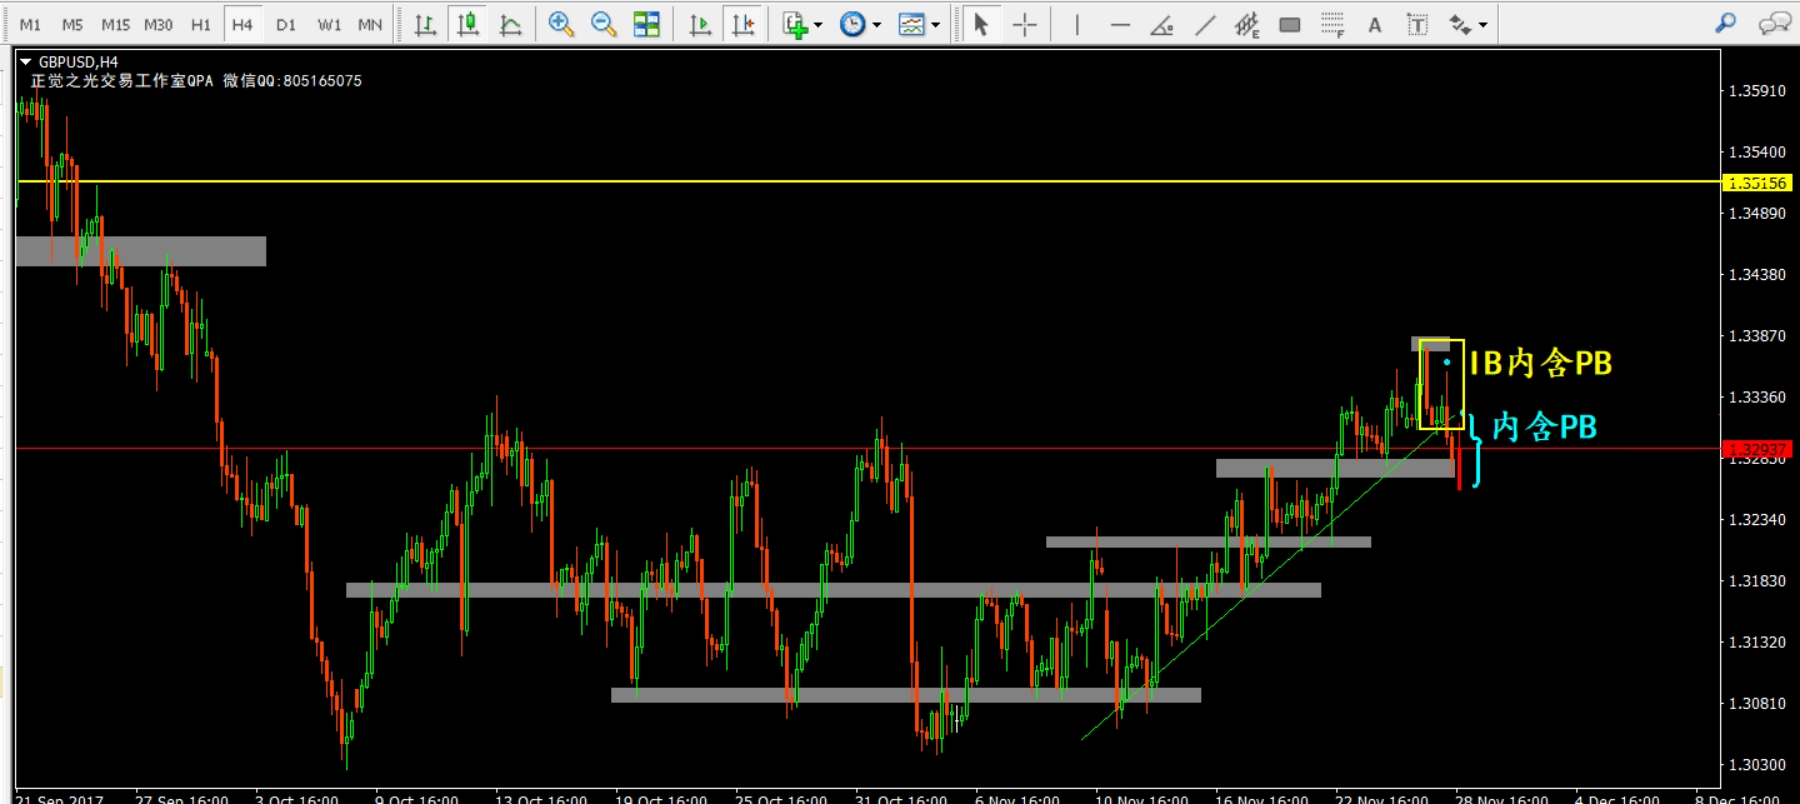 M1 M5 M15 M30 H1 H4 D1 W1 MN
E F A T
GBPUSD,H4
正觉之光交易工作室QPA 微信QQ:805165075
1.35910
1.35400
1.35156
1.34890
1.34380
1.33870
IB内含PB
1.33360
内含PB
1.32937
1.32850
1.32340
1.31830
1.31320
1.30810
1.30300
21 Sep 2017 27 Sep 16:00 3 Oct 16:00 9 Oct 16:00 13 Oct 16:00 19 Oct 16:00 25 Oct 16:00 31 Oct 16:00 6 Nov 16:00 10 Nov 16:00 16 Nov 16:00 22 Nov 16:00 28 Nov 16:00 4 Dec 16:00 8 Dec 16:00